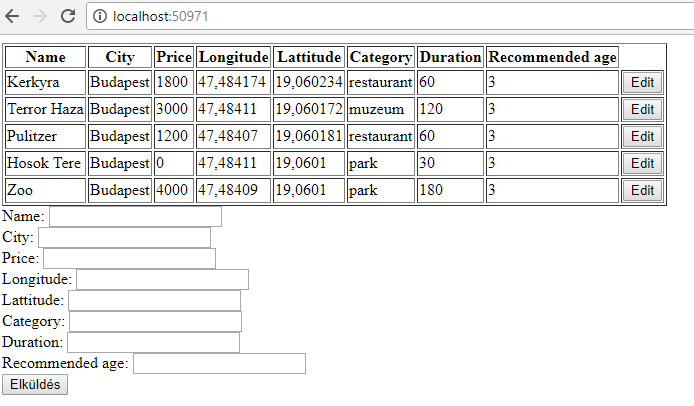 localhost:50971
Name City Price Longitude Lattitude Category Duration Recommended age
Kerkyra Budapest 1800 47,484174 19,060234 restaurant 60 3 Edit
Terror Haza Budapest 3000 47,48411 19,060172 muzeum 120 3 Edit
Pulitzer Budapest 1200 47,48407 19,060181 restaurant 60 3 Edit
Hosok Tere Budapest 0 47,48411 19,0601 park 30 3 Edit
Zoo Budapest 4000 47,48409 19,0601 park 180 3 Edit
Name:
City:
Price:
Longitude:
Lattitude:
Category:
Duration:
Recommended age:
Elküldés